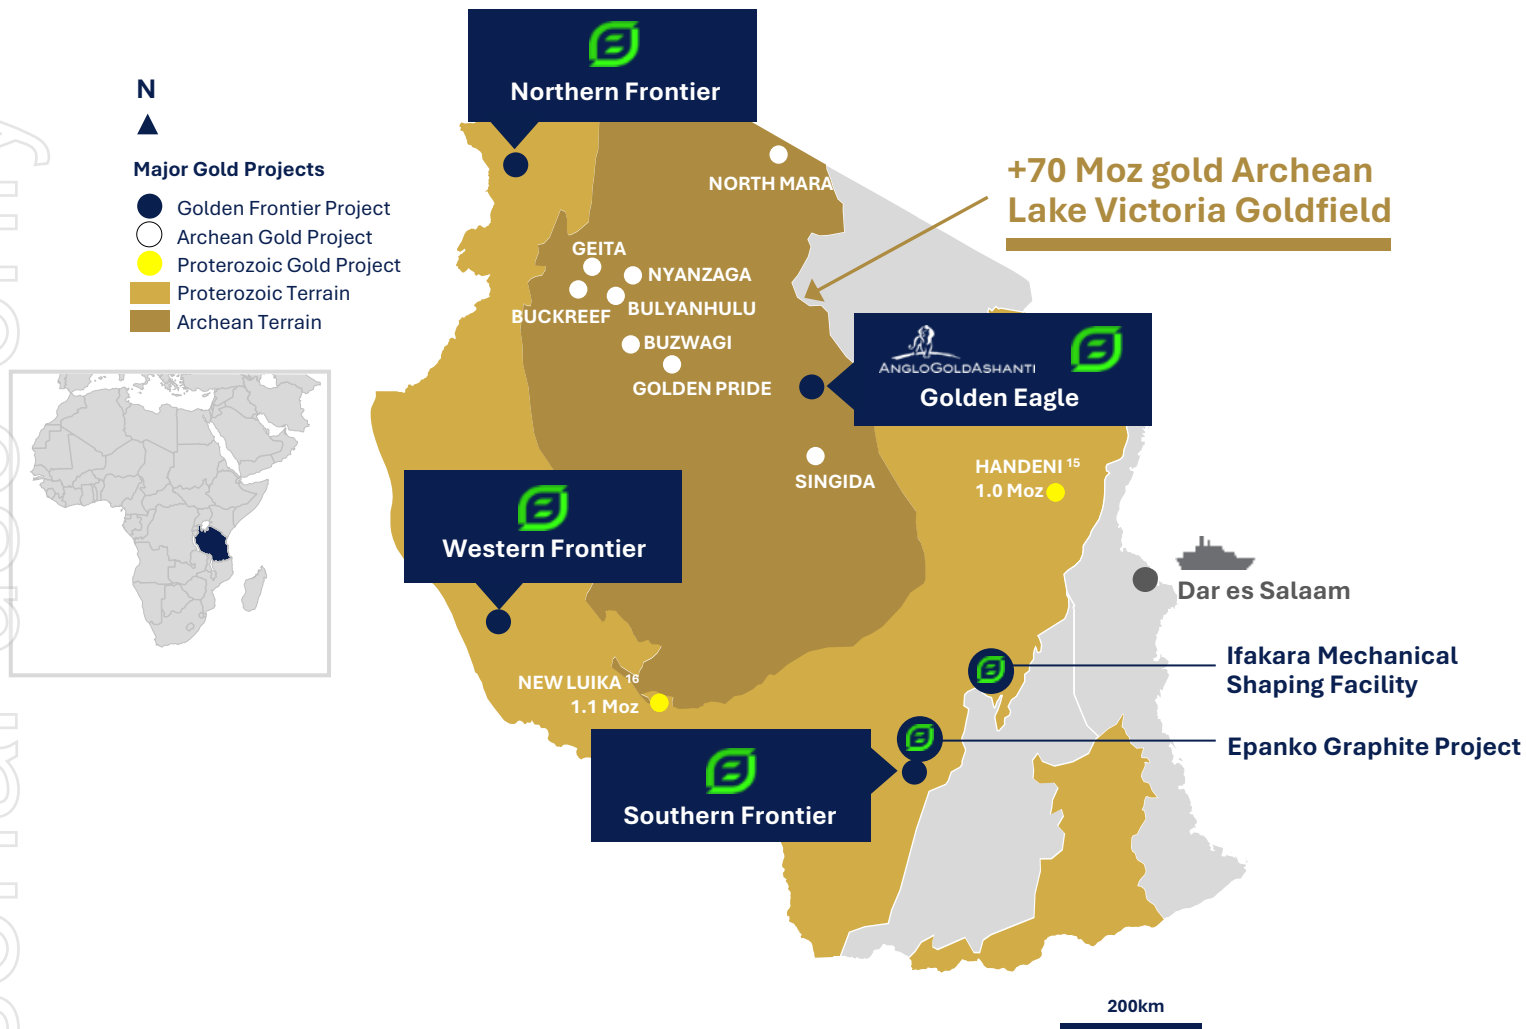 Northern Frontier
N
Major Gold Projects
Golden Frontier Project
Archean Gold Project
Proterozoic Gold Project
Proterozoic Terrain
Archean Terrain
NORTH MARA
+70 Moz gold Archean
Lake Victoria Goldfield
GEITA
NYANZAGA
BULYANHULU
BUCKREEF
BUZWAGI
GOLDEN PRIDE
ANGLOGOLDASHANTI
Golden Eagle
SINGIDA
HANDENI 15
1.0 Moz
Western Frontier
Dar es Salaam
Ifakara Mechanical
Shaping Facility
NEW LUIKA 16
1.1 Moz
Epanko Graphite Project
Southern Frontier
200km